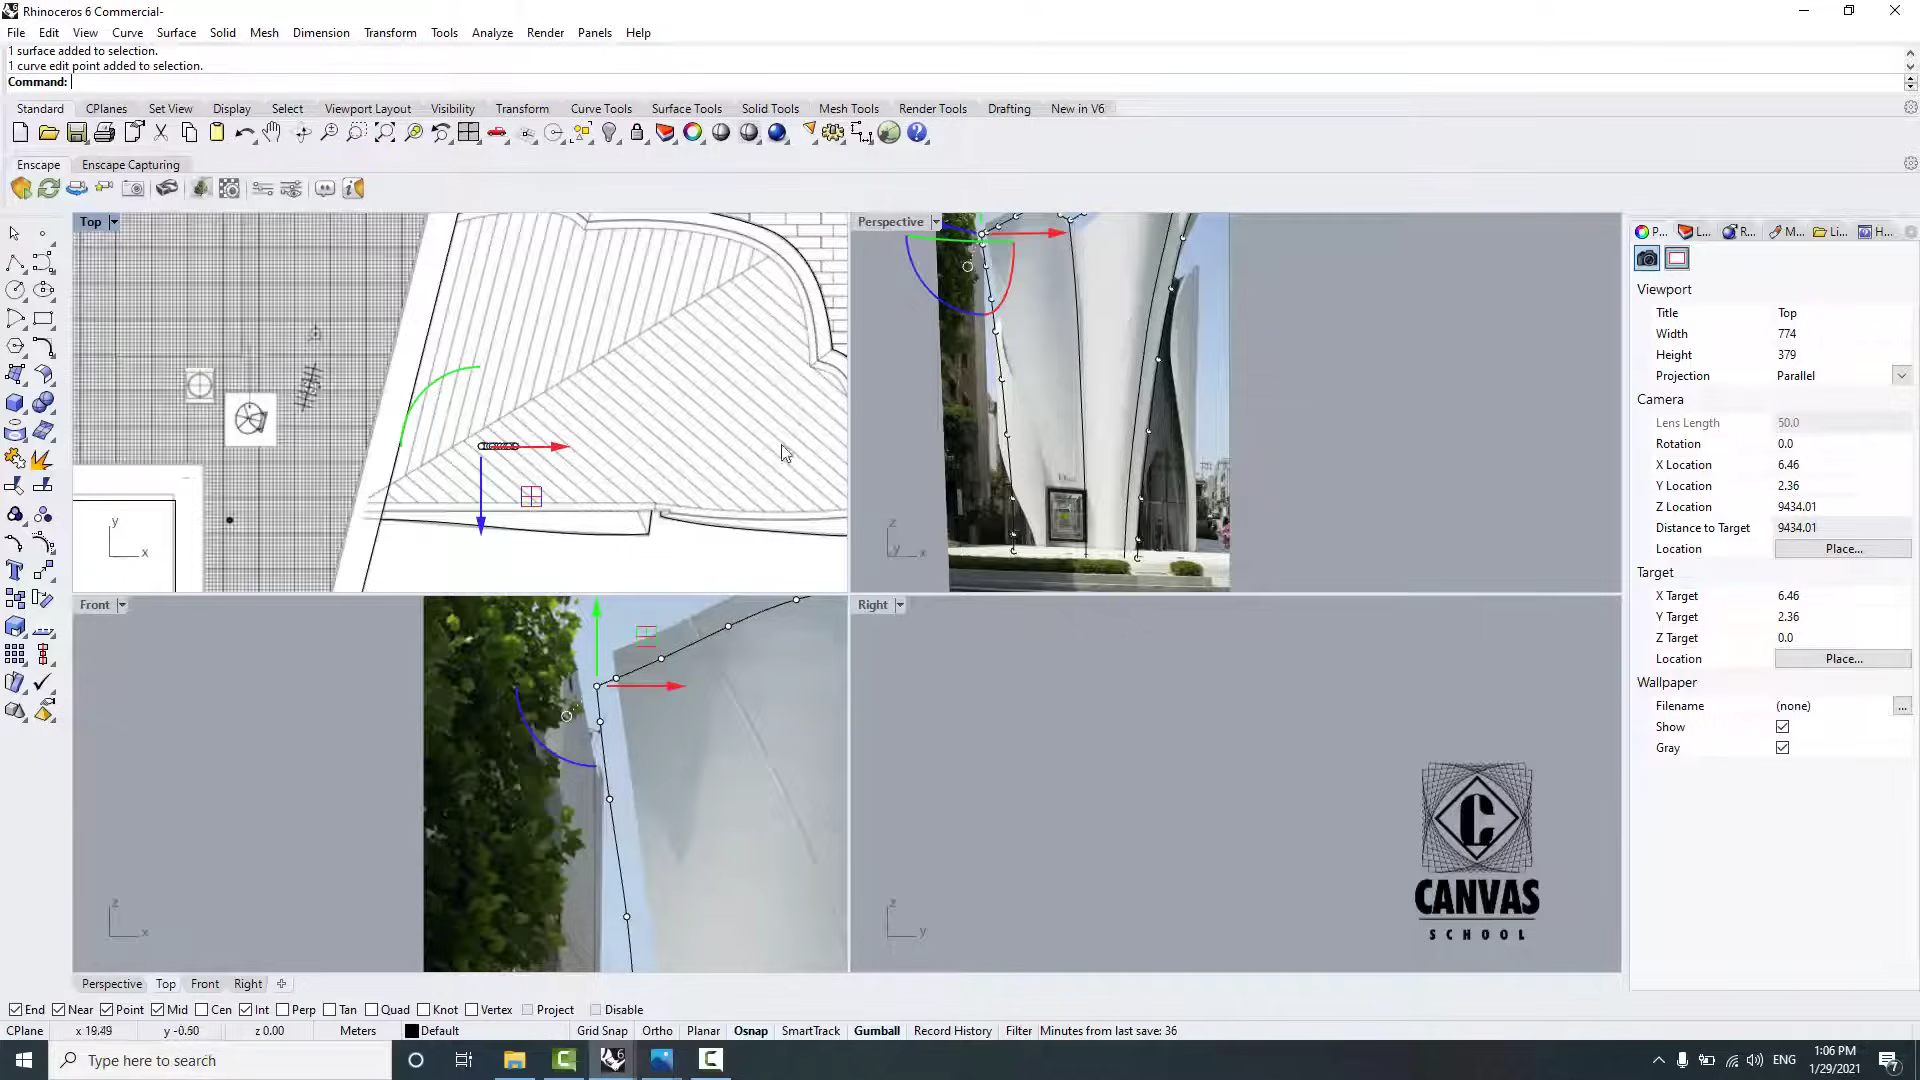 Rhinoceros 6 Commercial-
File Edit View Curve Surface Solid Mesh Dimension Transform Tools Analyze Render Panels Help
1 surface added to selection.
1 curve edit point added to selection.
Command:
Standard CPlanes Set View Display Select Viewport Layout Visibility Transform Curve Tools Surface Tools Solid Tools Mesh Tools Render Tools Drafting New in V6
Enscape Enscape Capturing
Top
Perspective
P... L... R... M... Li... H...
Viewport
Title Top
Width 774
Height 379
Projection Parallel
Camera
Lens Length 50.0
Rotation 0.0
X Location 6.46
Y Location 2.36
Z Location 9434.01
Distance to Target 9434.01
Location Place...
Target
X Target 6.46
Y Target 2.36
Z Target 0.0
Location Place...
Wallpaper
Filename (none) ...
Show
Gray
y
x
z
y
x
Front
Right
z
x
z
y
C
CANVAS
SCHOOL
Perspective Top Front Right
End Near Point Mid Cen Int Perp Tan Quad Knot Vertex Project Disable
CPlane x 19.49 y -0.50 z 0.00 Meters Default Grid Snap Ortho Planar Osnap SmartTrack Gumball Record History Filter Minutes from last save: 36
Type here to search
ENG
1:06 PM
1/29/2021
7